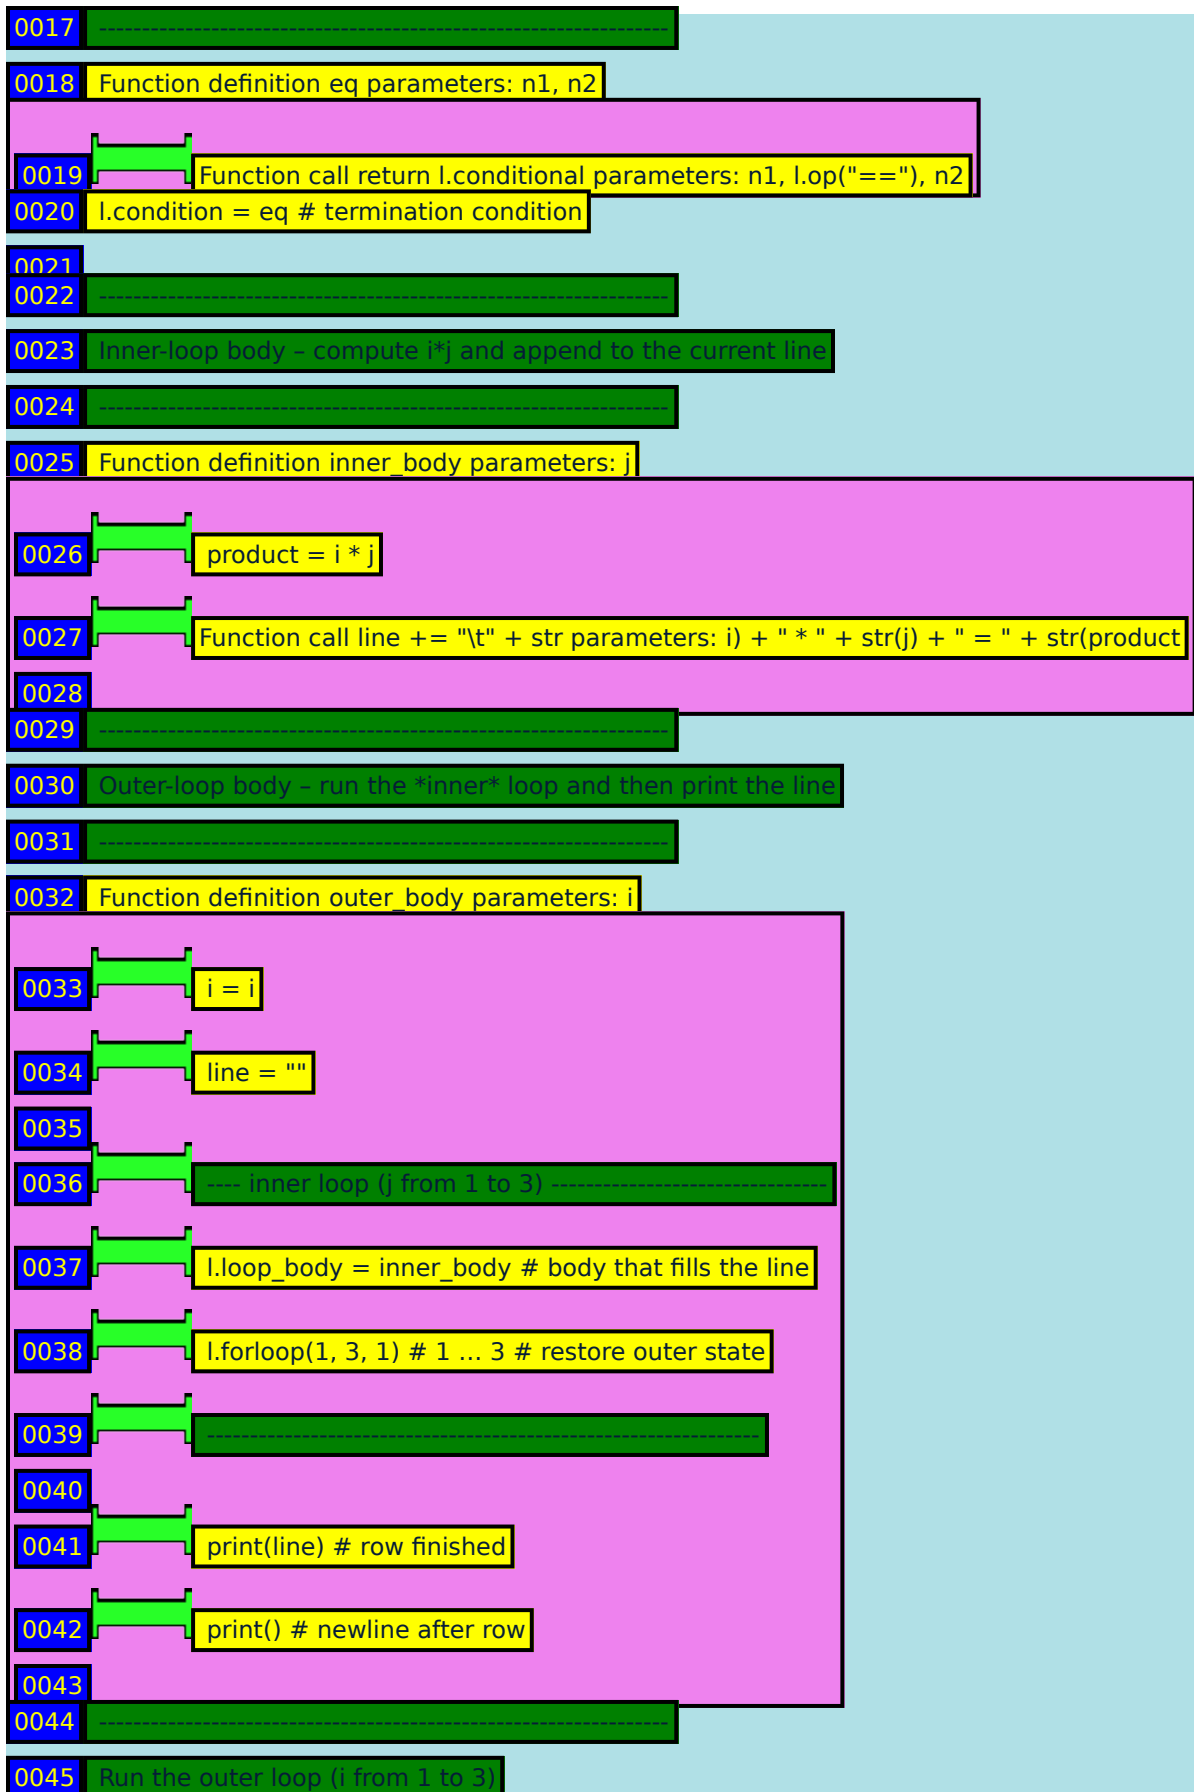 0017 -------------------------------------------------------------------
0018 Function definition eq parameters: n1, n2
0019 Function call return l.conditional parameters: n1, l.op("=="), n2
0020 l.condition = eq # termination condition
0021
0022 -------------------------------------------------------------------
0023 Inner-loop body – compute i*j and append to the current line
0024 -------------------------------------------------------------------
0025 Function definition inner_body parameters: j
0026 product = i * j
0027 Function call line += "\t" + str parameters: i) + " * " + str(j) + " = " + str(product
0028
0029 -------------------------------------------------------------------
0030 Outer-loop body – run the *inner* loop and then print the line
0031 -------------------------------------------------------------------
0032 Function definition outer_body parameters: i
0033 i = i
0034 line = ""
0035
0036 ---- inner loop (j from 1 to 3) --------------------------------
0037 l.loop_body = inner_body # body that fills the line
0038 l.forloop(1, 3, 1) # 1 … 3 # restore outer state
0039 -----------------------------------------------------------------
0040
0041 print(line) # row finished
0042 print() # newline after row
0043
0044 -------------------------------------------------------------------
0045 Run the outer loop (i from 1 to 3)